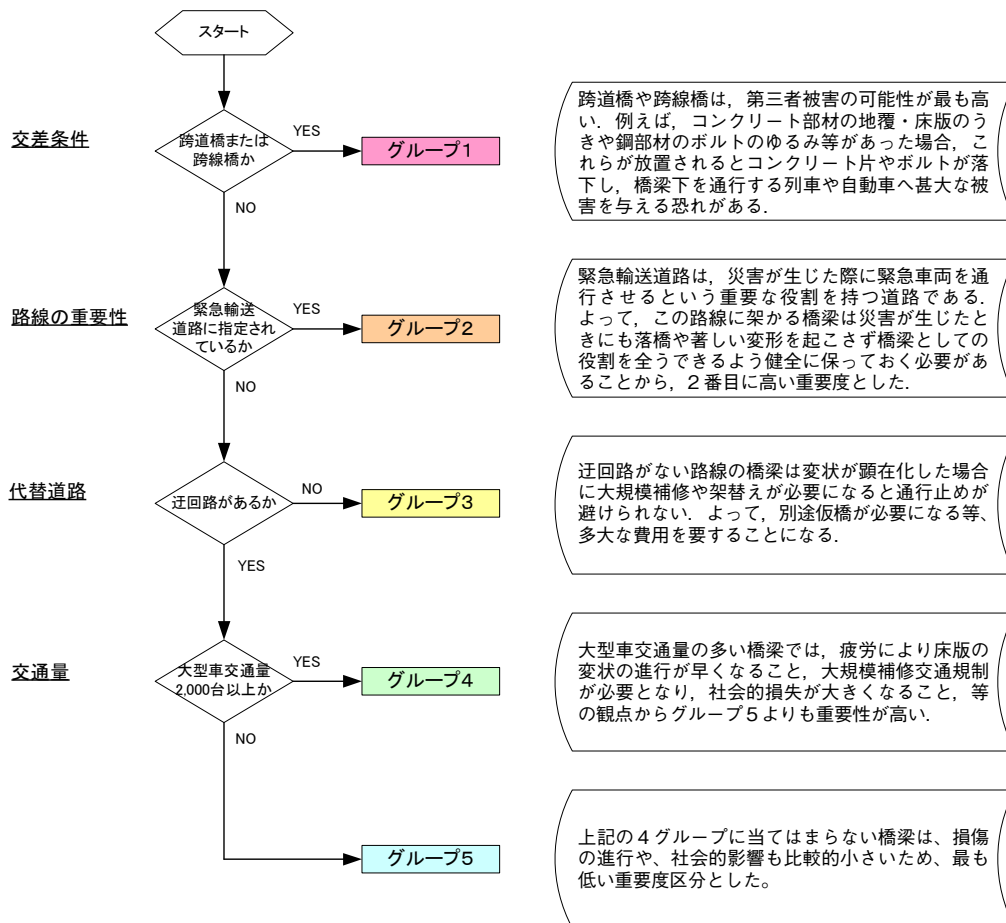 スタート
交差条件
跨道橋または
跨線橋か
YES
グループ1
NO
跨道橋や跨線橋は，第三者被害の可能性が最も高
い．例えば，コンクリート部材の地覆・床版のう
きや鋼部材のボルトのゆるみ等があった場合，こ
れらが放置されるとコンクリート片やボルトが落
下し，橋梁下を通行する列車や自動車へ甚大な被
害を与える恐れがある．
路線の重要性
緊急輸送
道路に指定され
ているか
YES
グループ2
NO
緊急輸送道路は，災害が生じた際に緊急車両を通
行させるという重要な役割を持つ道路である．
よって，この路線に架かる橋梁は災害が生じたと
きにも落橋や著しい変形を起こさず橋梁としての
役割を全うできるよう健全に保っておく必要があ
ることから，２番目に高い重要度とした．
代替道路
迂回路があるか
NO
グループ3
YES
迂回路がない路線の橋梁は変状が顕在化した場合
に大規模補修や架替えが必要になると通行止めが
避けられない．よって，別途仮橋が必要になる等、
多大な費用を要することになる．
交通量
大型車交通量
2,000台以上か
YES
グループ4
NO
大型車交通量の多い橋梁では，疲労により床版の
変状の進行が早くなること，大規模補修交通規制
が必要となり，社会的損失が大きくなること，等
の観点からグループ５よりも重要性が高い．
グループ5
上記の４グループに当てはまらない橋梁は、損傷
の進行や、社会的影響も比較的小さいため、最も
低い重要度区分とした。